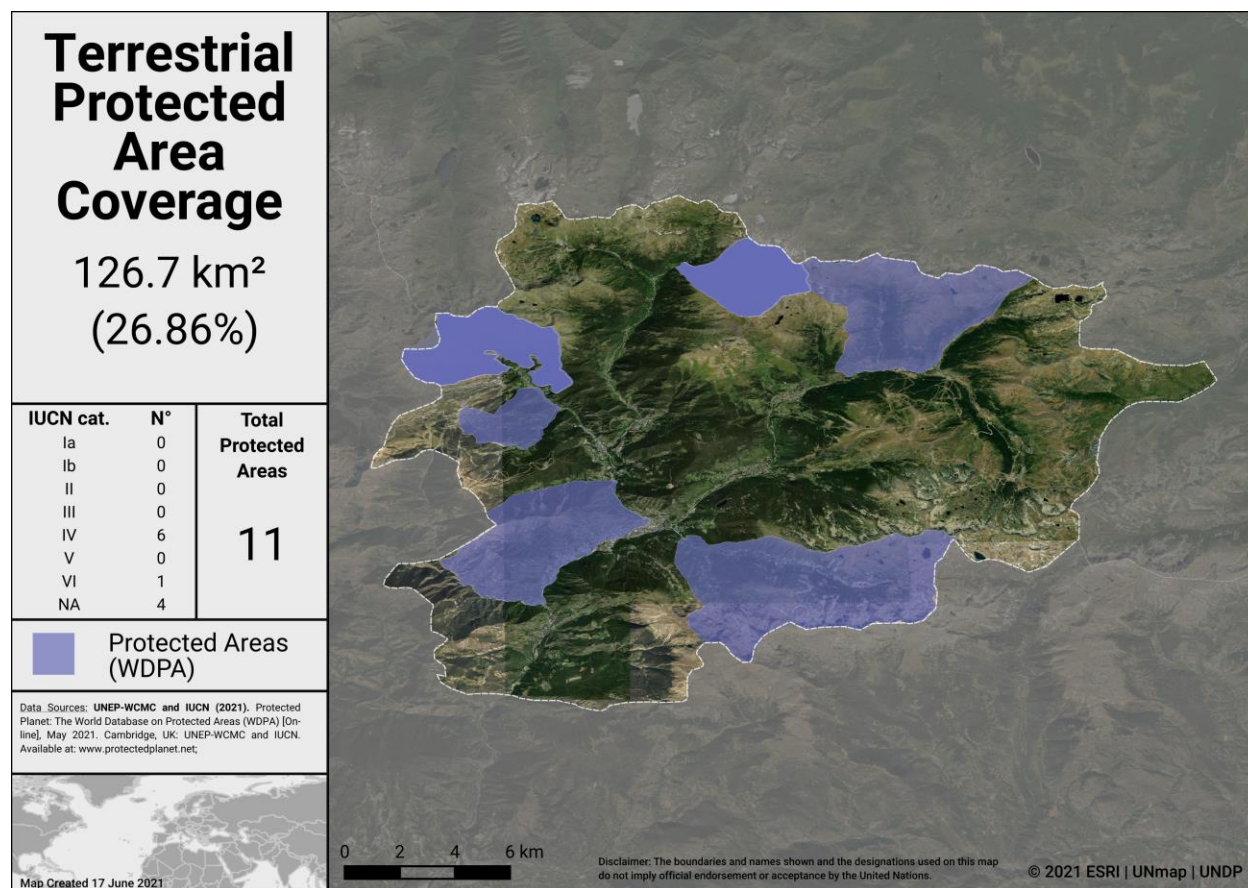 Terrestrial
Protected
Area
Coverage
126.7 km²
(26.86%)
IUCN cat. N°
Ia 0
Ib 0
II 0
III 0
IV 6
V 0
VI 1
NA 4
Total
Protected
Areas
11
Protected Areas
(WDPA)
Data Sources: UNEP-WCMC and IUCN (2021). Protected
Planet: The World Database on Protected Areas (WDPA) [On-
line], May 2021. Cambridge, UK: UNEP-WCMC and IUCN.
Available at: www.protectedplanet.net;
Map Created 17 June 2021
0 2 4 6 km
Disclaimer: The boundaries and names shown and the designations used on this map
do not imply official endorsement or acceptance by the United Nations.
© 2021 ESRI | UNmap | UNDP